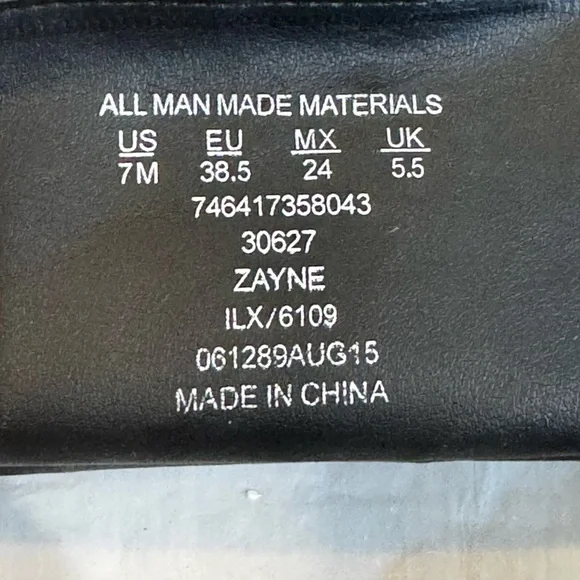 ALL MAN MADE MATERIALS
US EU MX UK
7M 38.5 24 5.5
746417358043
30627
ZAYNE
ILX/6109
061289AUG15
MADE IN CHINA